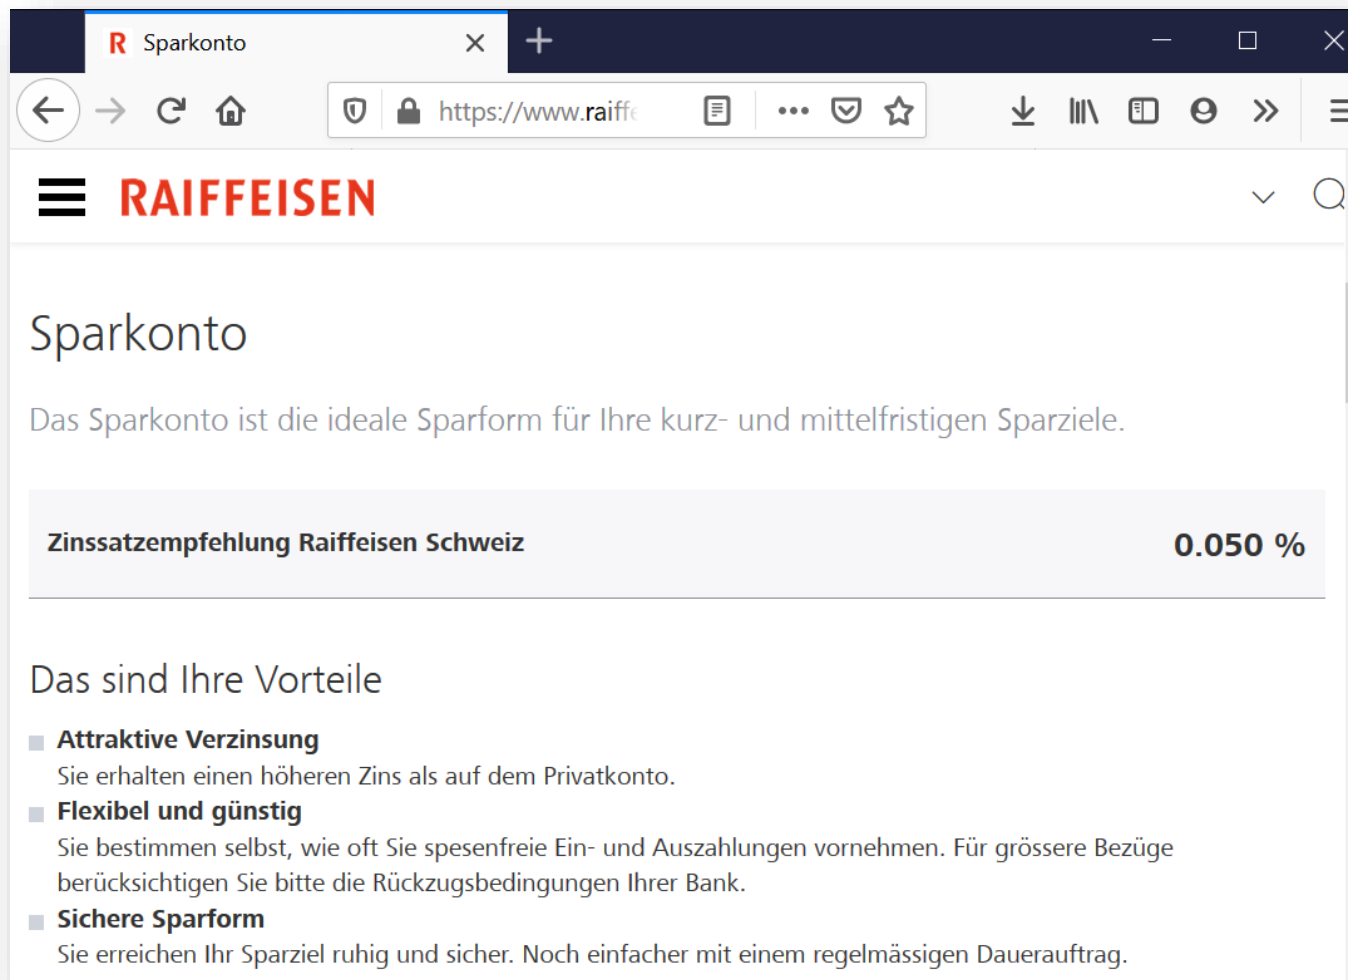 R Sparkonto
https://www.raiffe
RAIFFEISEN
Sparkonto
Das Sparkonto ist die ideale Sparform für Ihre kurz- und mittelfristigen Sparziele.
Zinssatzempfehlung Raiffeisen Schweiz 0.050 %
Das sind Ihre Vorteile
Attraktive Verzinsung
Sie erhalten einen höheren Zins als auf dem Privatkonto.
Flexibel und günstig
Sie bestimmen selbst, wie oft Sie spesenfreie Ein- und Auszahlungen vornehmen. Für grössere Bezüge
berücksichtigen Sie bitte die Rückzugsbedingungen Ihrer Bank.
Sichere Sparform
Sie erreichen Ihr Sparziel ruhig und sicher. Noch einfacher mit einem regelmässigen Dauerauftrag.